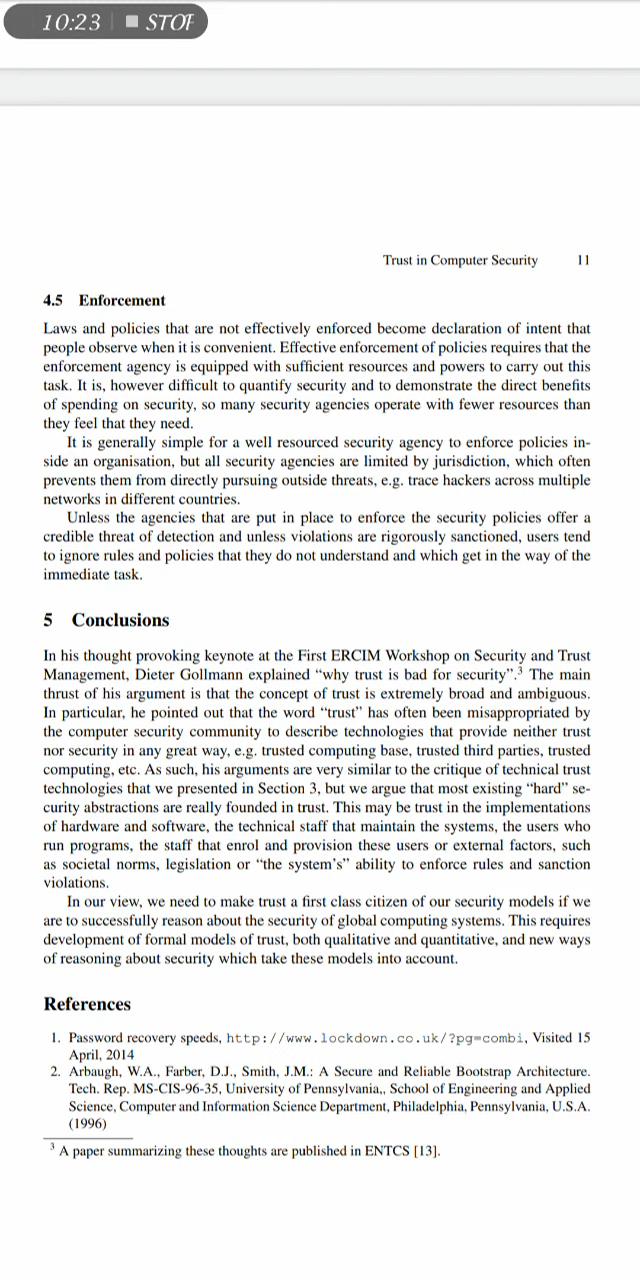 10:23 STOP
Trust in Computer Security 11
4.5 Enforcement
Laws and policies that are not effectively enforced become declaration of intent that
people observe when it is convenient. Effective enforcement of policies requires that the
enforcement agency is equipped with sufficient resources and powers to carry out this
task. It is, however difficult to quantify security and to demonstrate the direct benefits
of spending on security, so many security agencies operate with fewer resources than
they feel that they need.
It is generally simple for a well resourced security agency to enforce policies in-
side an organisation, but all security agencies are limited by jurisdiction, which often
prevents them from directly pursuing outside threats, e.g. trace hackers across multiple
networks in different countries.
Unless the agencies that are put in place to enforce the security policies offer a
credible threat of detection and unless violations are rigorously sanctioned, users tend
to ignore rules and policies that they do not understand and which get in the way of the
immediate task.
5 Conclusions
In his thought provoking keynote at the First ERCIM Workshop on Security and Trust
Management, Dieter Gollmann explained “why trust is bad for security”.3 The main
thrust of his argument is that the concept of trust is extremely broad and ambiguous.
In particular, he pointed out that the word “trust” has often been misappropriated by
the computer security community to describe technologies that provide neither trust
nor security in any great way, e.g. trusted computing base, trusted third parties, trusted
computing, etc. As such, his arguments are very similar to the critique of technical trust
technologies that we presented in Section 3, but we argue that most existing “hard” se-
curity abstractions are really founded in trust. This may be trust in the implementations
of hardware and software, the technical staff that maintain the systems, the users who
run programs, the staff that enrol and provision these users or external factors, such
as societal norms, legislation or “the system’s” ability to enforce rules and sanction
violations.
In our view, we need to make trust a first class citizen of our security models if we
are to successfully reason about the security of global computing systems. This requires
development of formal models of trust, both qualitative and quantitative, and new ways
of reasoning about security which take these models into account.
References
1. Password recovery speeds, http://www.lockdown.co.uk/?pg=combi, Visited 15
April, 2014
2. Arbaugh, W.A., Farber, D.J., Smith, J.M.: A Secure and Reliable Bootstrap Architecture.
Tech. Rep. MS-CIS-96-35, University of Pennsylvania,, School of Engineering and Applied
Science, Computer and Information Science Department, Philadelphia, Pennsylvania, U.S.A.
(1996)
3 A paper summarizing these thoughts are published in ENTCS [13].